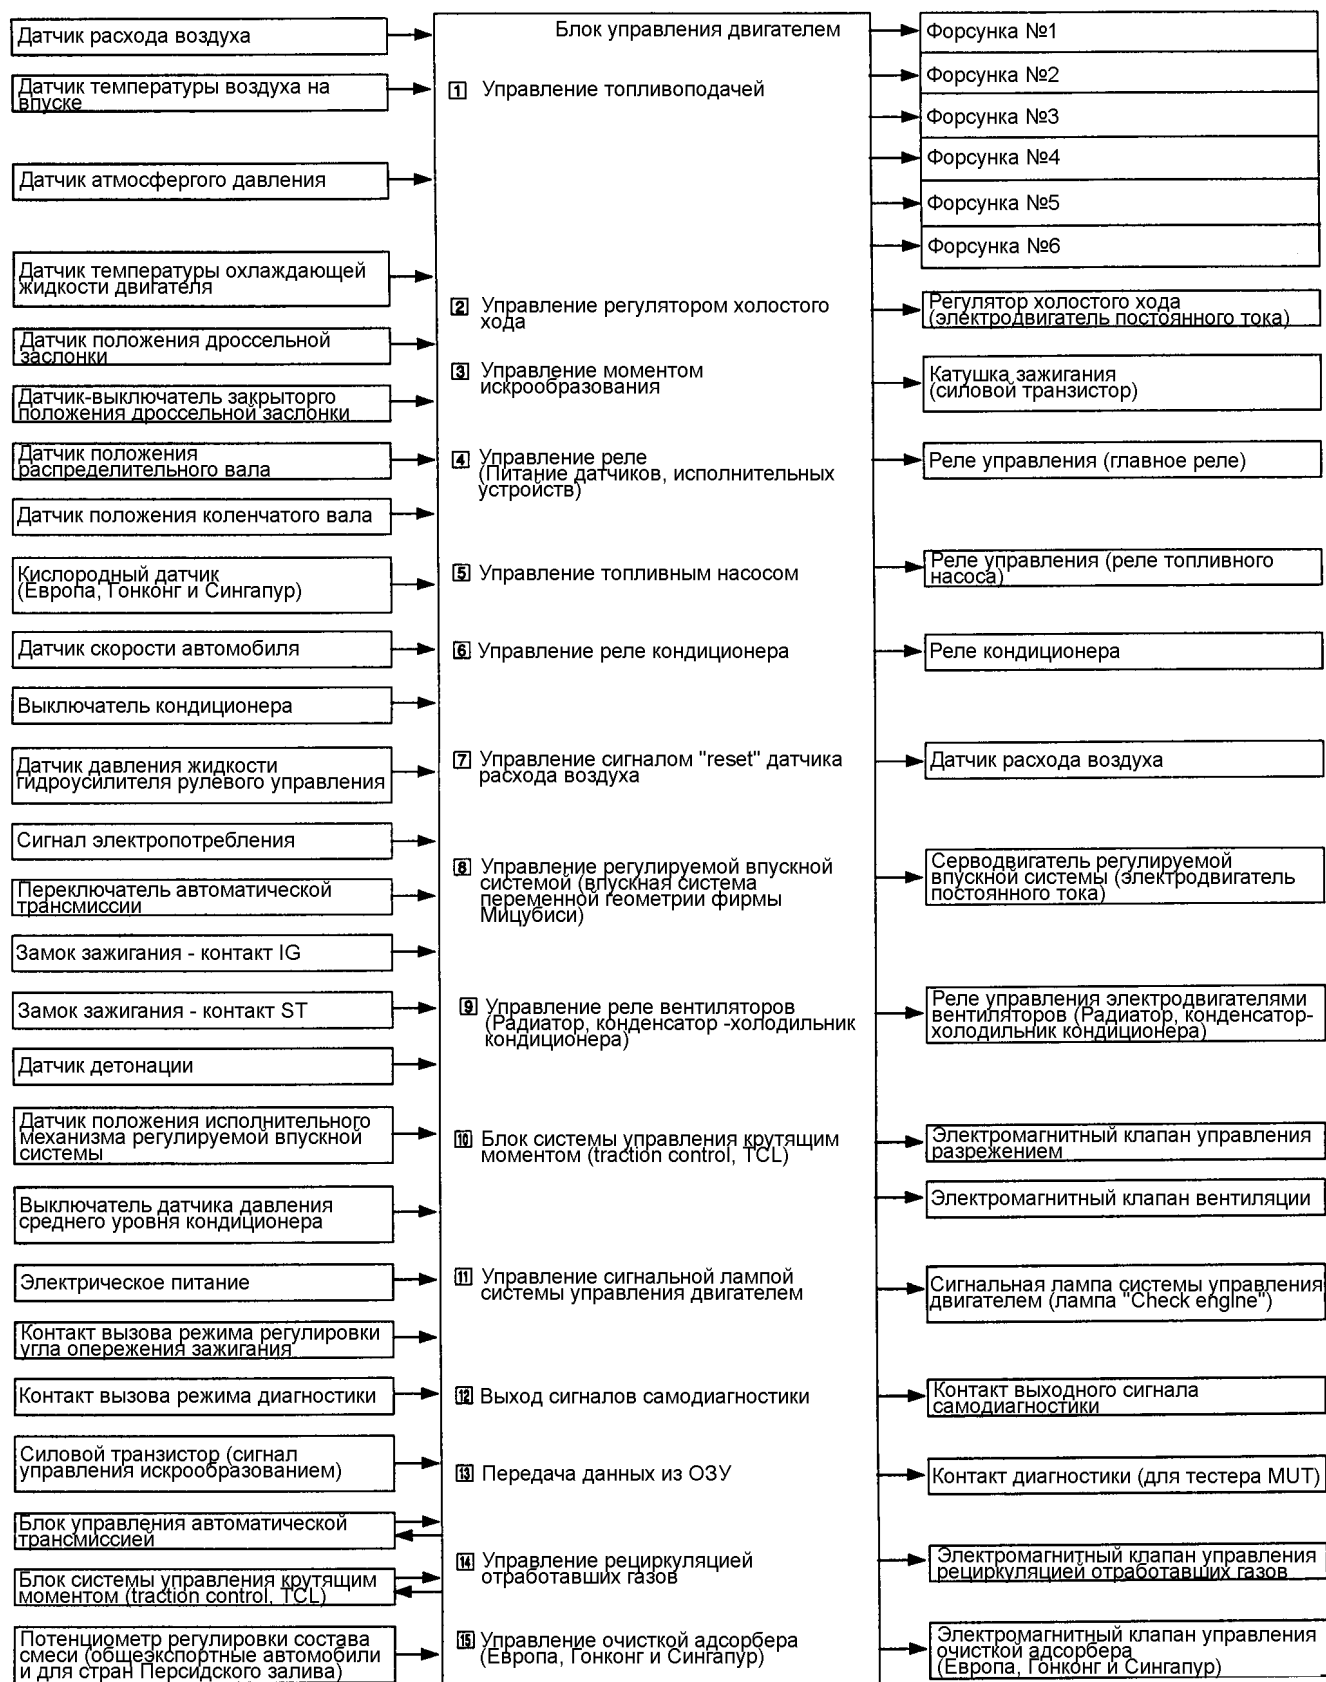 Датчик расхода воздуха
Датчик температуры воздуха на
впуске
Датчик атмосфергого давления
Датчик температуры охлаждающей
жидкости двигателя
Датчик положения дроссельной
заслонки
Датчик-выключатель закрыторго
положения дроссельной заслонки
Датчик положения
распределительного вала
Датчик положения коленчатого вала
Кислородный датчик
(Европа, Гонконг и Сингапур)
Датчик скорости автомобиля
Выключатель кондиционера
Датчик давления жидкости
гидроусилителя рулевого управления
Сигнал электропотребления
Переключатель автоматической
трансмиссии
Замок зажигания - контакт IG
Замок зажигания - контакт ST
Датчик детонации
Датчик положения исполнительного
механизма регулируемой впускной
системы
Выключатель датчика давления
среднего уровня кондиционера
Электрическое питание
Контакт вызова режима регулировки
угла опережения зажигания
Контакт вызова режима диагностики
Силовой транзистор (сигнал
управления искрообразованием)
Блок управления автоматической
трансмиссией
Блок системы управления крутящим
моментом (traction control, TCL)
Потенциометр регулировки состава
смеси (общеэкспортные автомобили
и для стран Персидского залива)
Блок управления двигателем
1 Управление топливоподачей
2 Управление регулятором холостого
хода
3 Управление моментом
искрообразования
4 Управление реле
(Питание датчиков, исполнительных
устройств)
5 Управление топливным насосом
6 Управление реле кондиционера
7 Управление сигналом "reset" датчика
расхода воздуха
8 Управление регулируемой впускной
системой (впускная система
переменной геометрии фирмы
Мицубиси)
9 Управление реле вентиляторов
(Радиатор, конденсатор -холодильник
кондиционера)
10 Блок системы управления крутящим
моментом (traction control, TCL)
11 Управление сигнальной лампой
системы управления двигателем
12 Выход сигналов самодиагностики
13 Передача данных из ОЗУ
14 Управление рециркуляцией
отработавших газов
15 Управление очисткой адсорбера
(Европа, Гонконг и Сингапур)
Форсунка №1
Форсунка №2
Форсунка №3
Форсунка №4
Форсунка №5
Форсунка №6
Регулятор холостого хода
(электродвигатель постоянного тока)
Катушка зажигания
(силовой транзистор)
Реле управления (главное реле)
Реле управления (реле топливного
насоса)
Реле кондиционера
Датчик расхода воздуха
Серводвигатель регулируемой
впускной системы (электродвигатель
постоянного тока)
Реле управления электродвигателями
вентиляторов (Радиатор, конденсатор-
холодильник кондиционера)
Электромагнитный клапан управления
разрежением
Электромагнитный клапан вентиляции
Сигнальная лампа системы управления
двигателем (лампа "Check engine")
Контакт выходного сигнала
самодиагностики
Контакт диагностики (для тестера MUT)
Электромагнитный клапан управления
рециркуляцией отработавших газов
Электромагнитный клапан управления
очисткой адсорбера
(Европа, Гонконг и Сингапур)